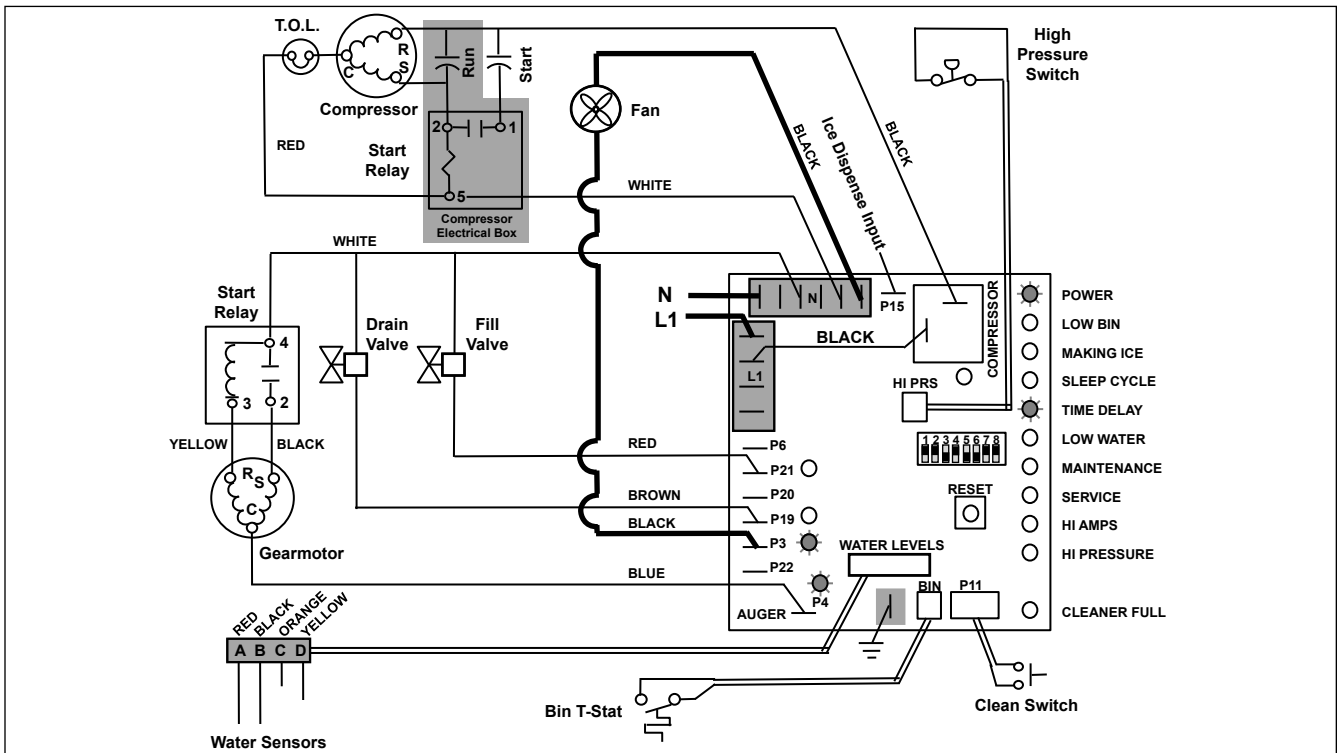 T.O.L.
R
S
C
Compressor
Run
Start
RED
2
1
Start
Relay
5
Compressor
Electrical Box
WHITE
Fan
BLACK
Ice Dispense Input
BLACK
High
Pressure
Switch
WHITE
Start
Relay
4
3
2
YELLOW
BLACK
R
S
C
Gearmotor
Drain
Valve
Fill
Valve
N
L1
N
L1
P15
BLACK
COMPRESSOR
HI PRS
1 2 3 4 5 6 7 8
RESET
POWER
LOW BIN
MAKING ICE
SLEEP CYCLE
TIME DELAY
LOW WATER
MAINTENANCE
SERVICE
HI AMPS
HI PRESSURE
CLEANER FULL
P6
RED
P21
P20
BROWN
P19
BLACK
P3
P22
BLUE
P4
AUGER
WATER LEVELS
BIN
P11
RED
BLACK
ORANGE
YELLOW
A B C D
Water Sensors
Bin T-Stat
Clean Switch